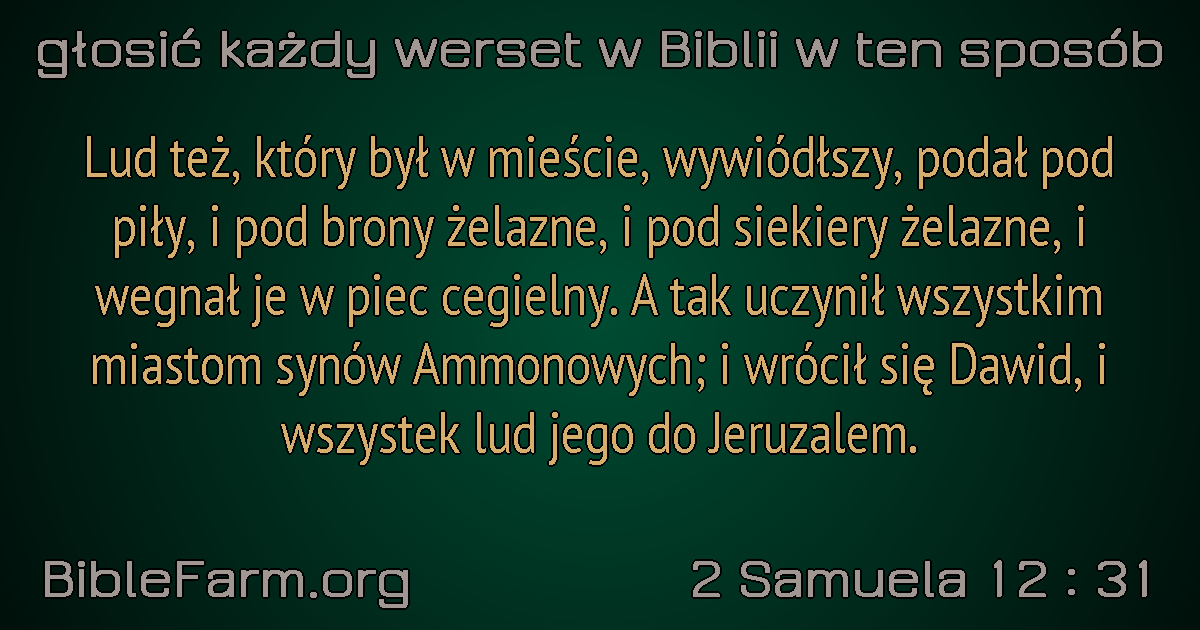 głosić każdy werset w Biblii w ten sposób
Lud też, który był w mieście, wywiódłszy, podał pod
piły, i pod brony żelazne, i pod siekiery żelazne, i
wegnał je w piec cegielny. A tak uczynił wszystkim
miastom synów Ammonowych; i wrócił się Dawid, i
wszystek lud jego do Jeruzalem.
BibleFarm.org
2 Samuela 12 : 31